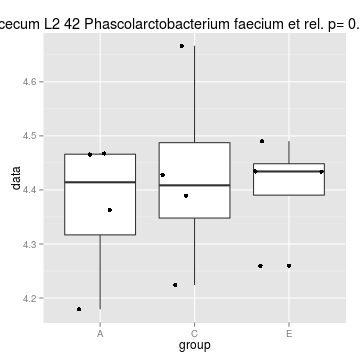 cecum L2 42 Phascolarctobacterium faecium et rel. p= 0.
4.6
4.5
4.4
4.3
4.2
data
A C E
group